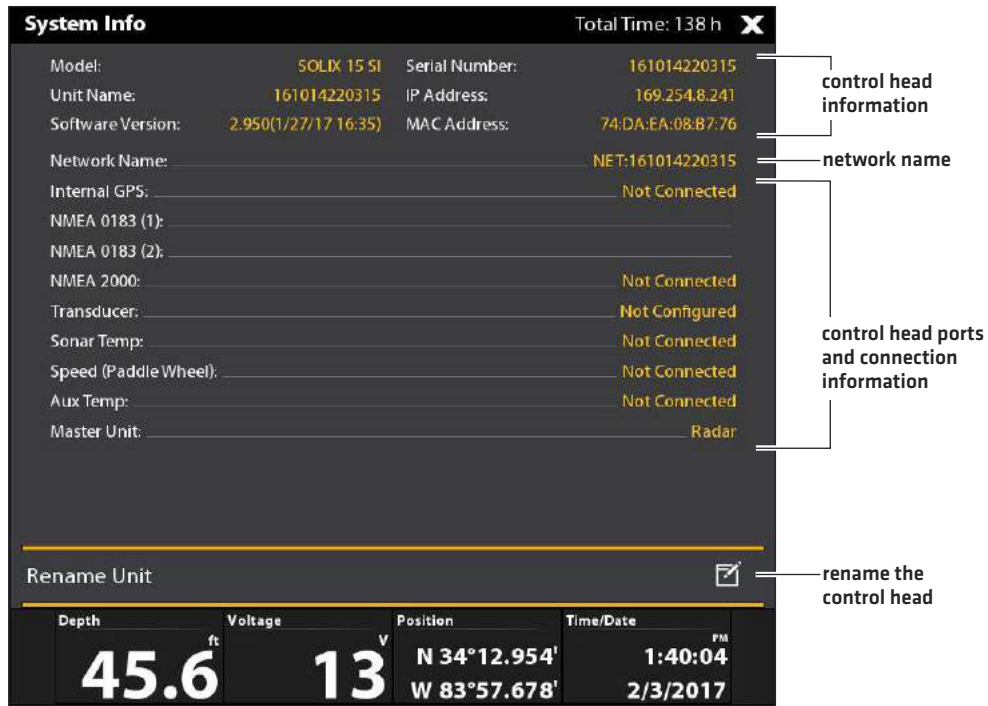 System Info
Total Time: 138 h X
Model: SOLIX 15 SI Serial Number: 161014220315
Unit Name: 161014220315 IP Address: 169.254.8.241
Software Version: 2.950(1/27/17 16:35) MAC Address: 74:DA:EA:08:B7:76
control head
information
Network Name: NET:161014220315
network name
Internal GPS: Not Connected
NMEA 0183 (1):
NMEA 0183 (2):
NMEA 2000: Not Connected
Transducer: Not Configured
Sonar Temp: Not Connected
Speed (Paddle Wheel): Not Connected
Aux Temp: Not Connected
Master Unit: Radar
control head ports
and connection
information
Rename Unit
rename the
control head
Depth
ft
45.6
Voltage
V
13
Position
N 34°12.954'
W 83°57.678'
Time/Date
PM
1:40:04
2/3/2017